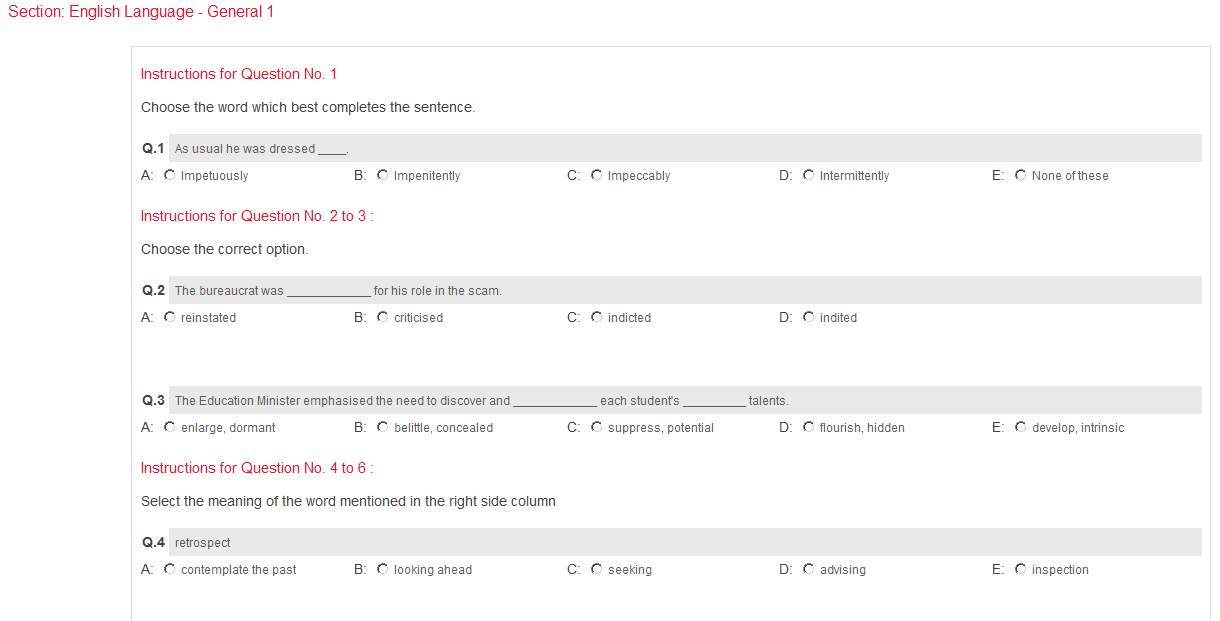 Section: English Language - General 1
Instructions for Question No. 1
Choose the word which best completes the sentence.
Q.1 As usual he was dressed ____.
A: Impetuously B: Impenitently C: Impeccably D: Intermittently E: None of these
Instructions for Question No. 2 to 3 :
Choose the correct option.
Q.2 The bureaucrat was ____________ for his role in the scam.
A: reinstated B: criticised C: indicted D: indited
Q.3 The Education Minister emphasised the need to discover and ____________ each student's _________ talents.
A: enlarge, dormant B: belittle, concealed C: suppress, potential D: flourish, hidden E: develop, intrinsic
Instructions for Question No. 4 to 6 :
Select the meaning of the word mentioned in the right side column
Q.4 retrospect
A: contemplate the past B: looking ahead C: seeking D: advising E: inspection